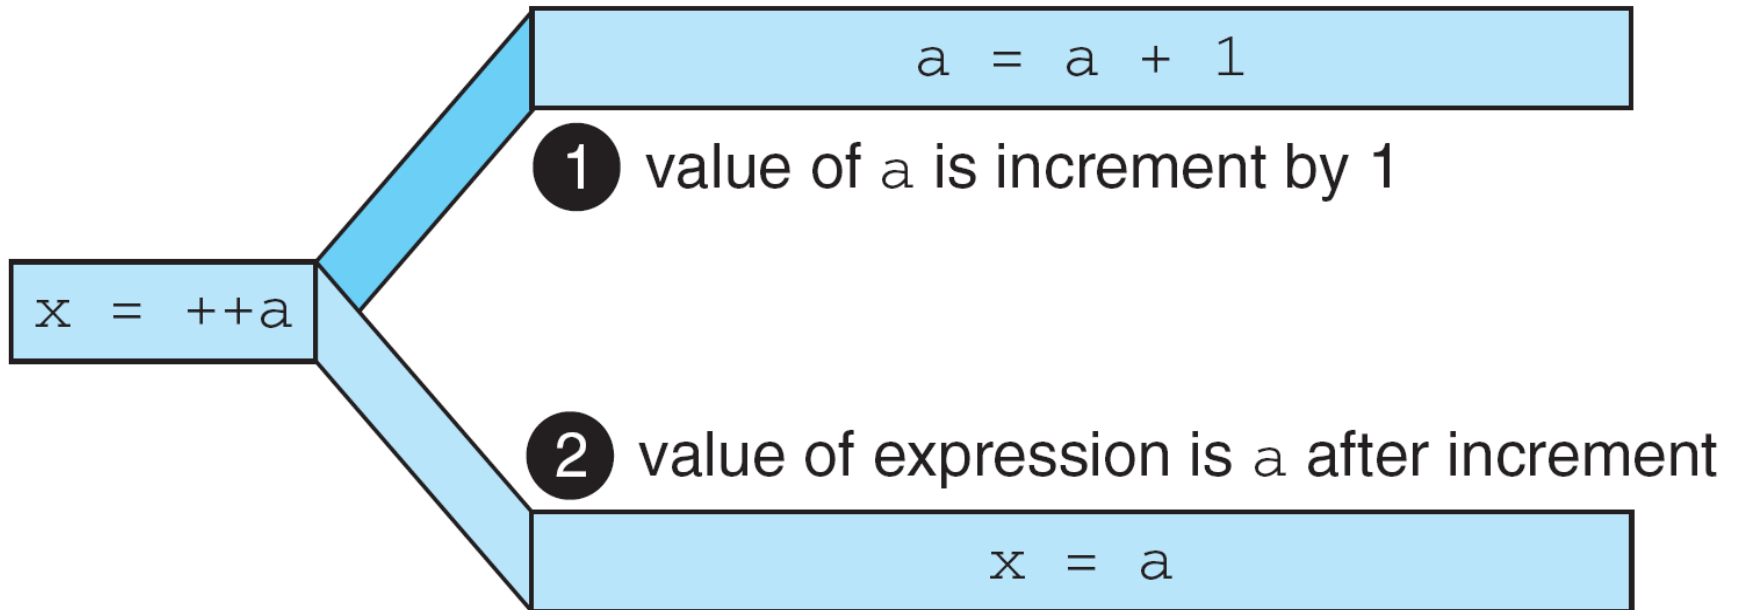 a = a + 1
1 value of a is increment by 1
x = ++a
2 value of expression is a after increment
x = a